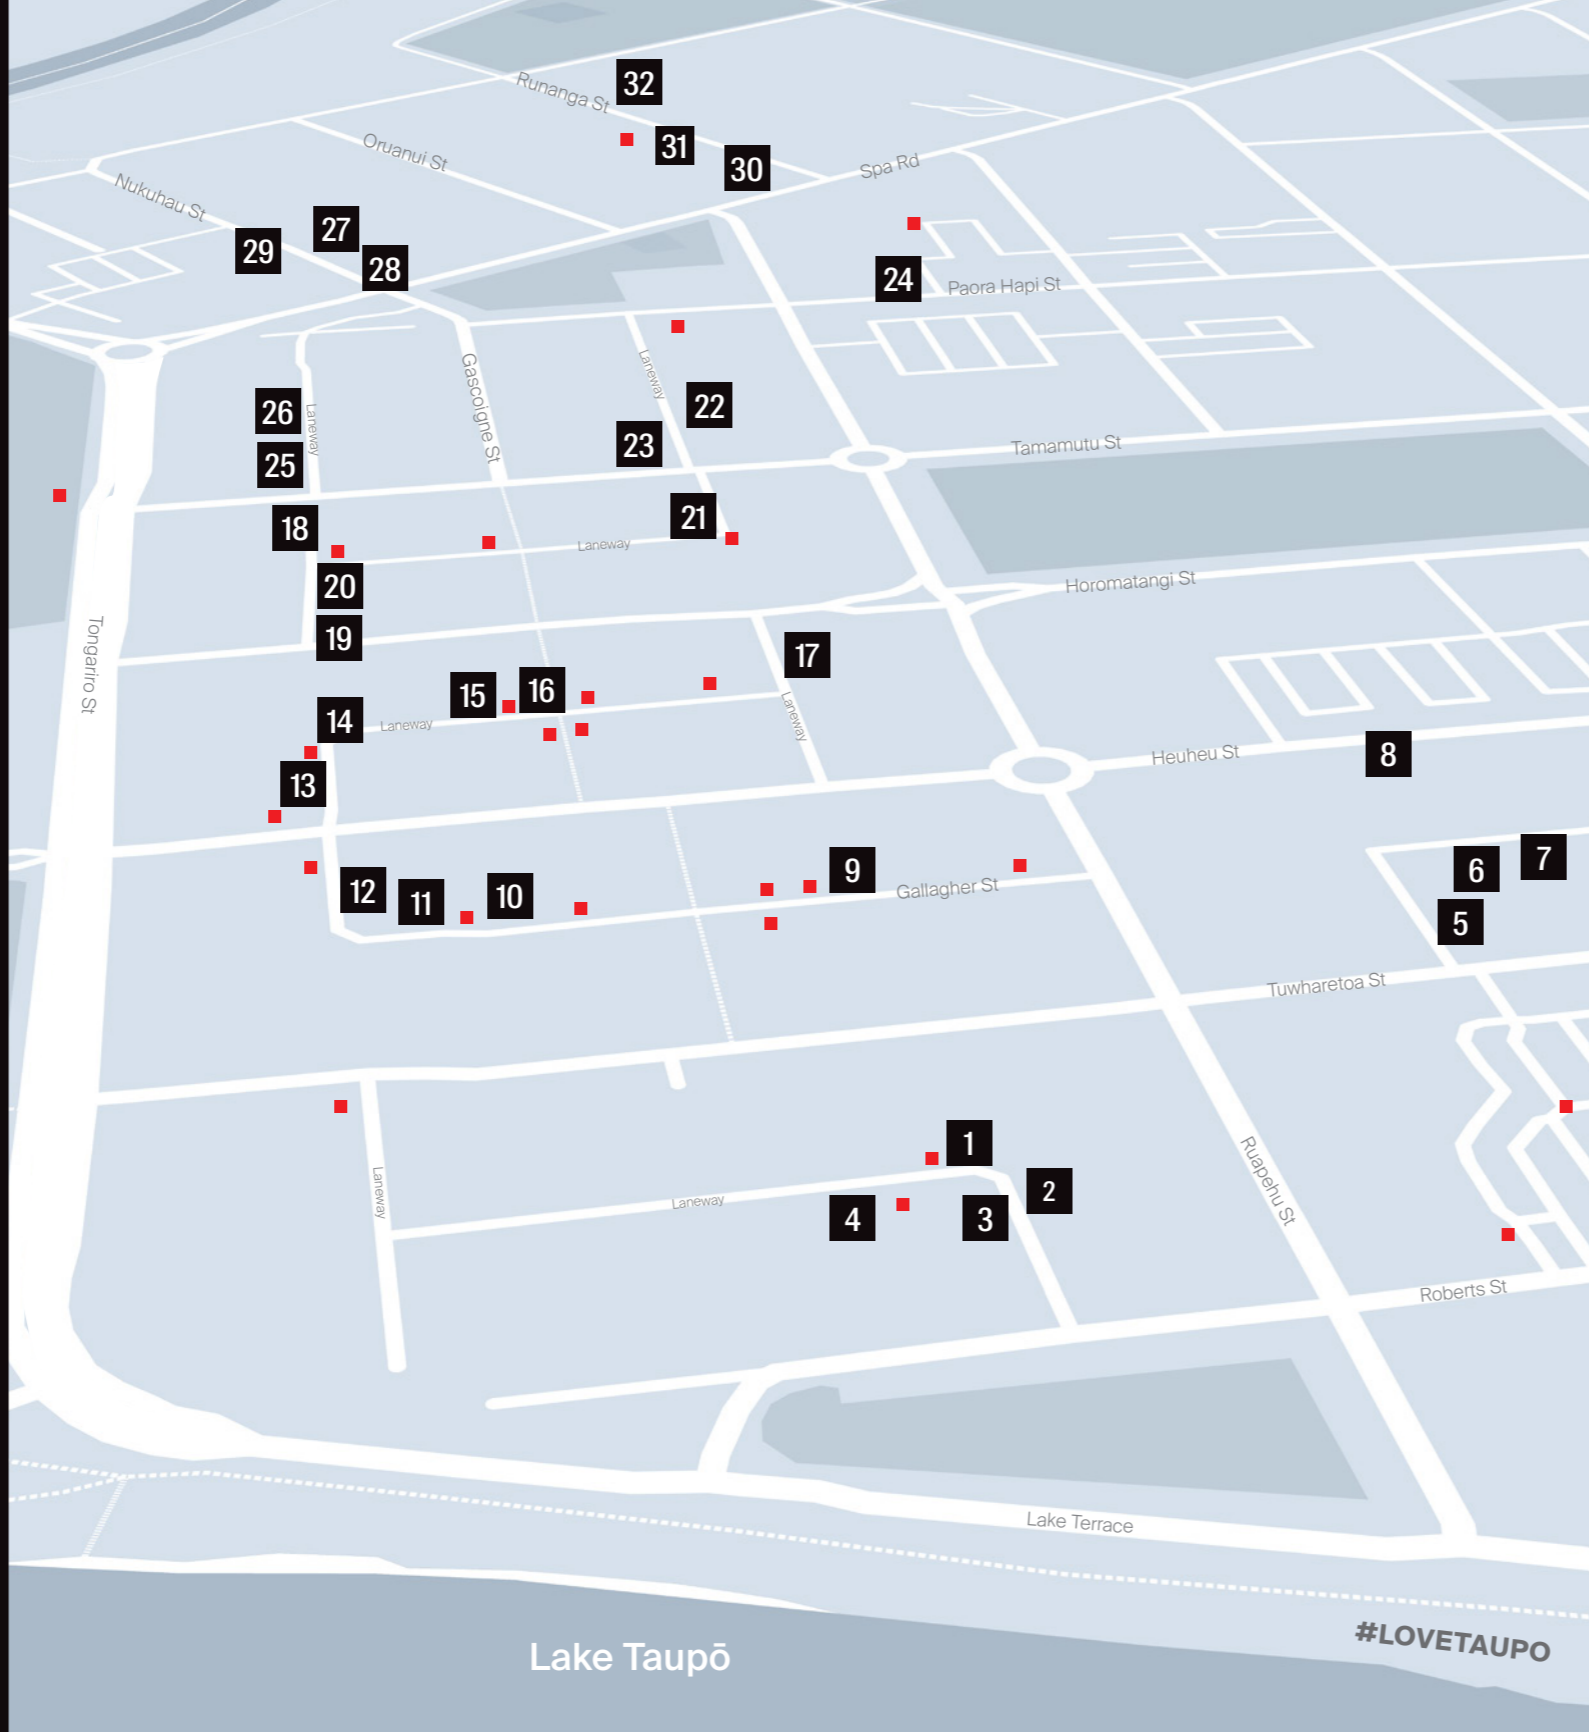 32
Runanga St
31
30
Oruanui St
Spa Rd
Nukuhau St
27
29
28
24
Paora Hapi St
Laneway
Gascoigne St
26
Laneway
22
23
25
Tamamutu St
18
21
Laneway
20
Horomatangi St
19
17
Tongariro St
15
16
14
Laneway
Laneway
Heuheu St
8
13
9
6
7
12
11
10
Gallagher St
5
Tuwharetoa St
1
Laneway
2
Ruapehu St
Laneway
4
3
Roberts St
Lake Terrace
#LOVETAUPO
Lake Taupō